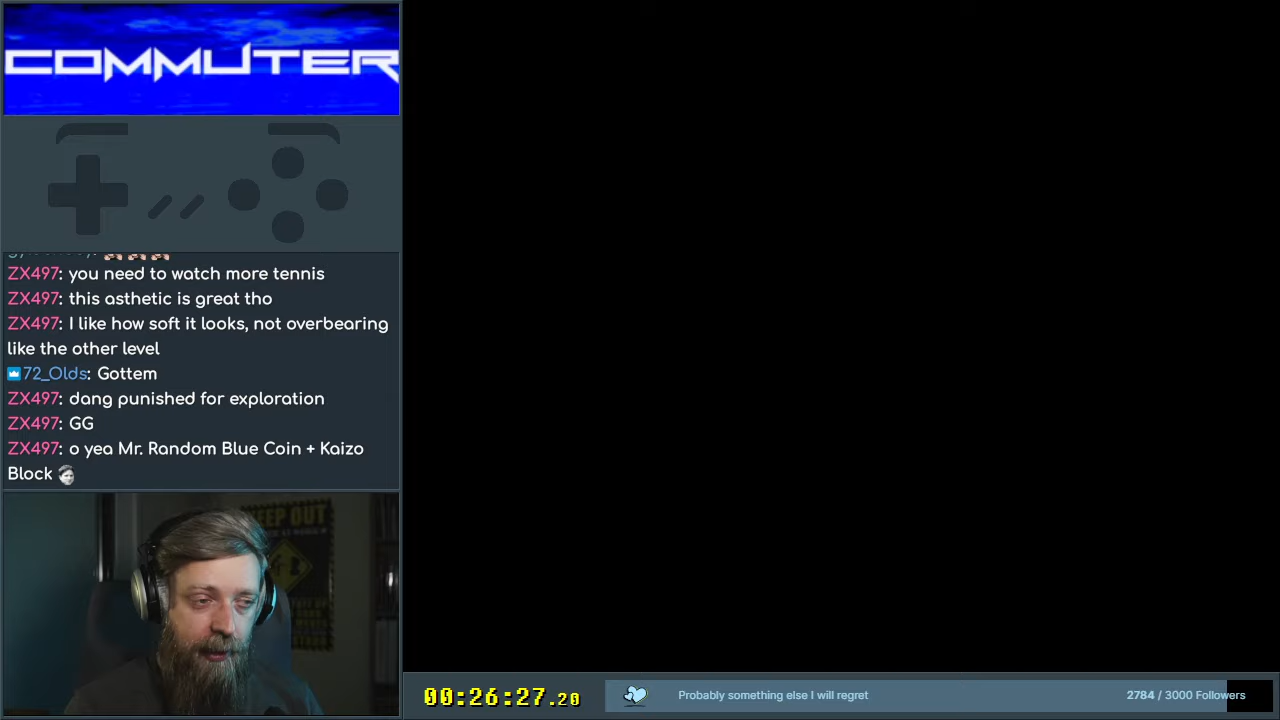 COMMUTER
ZX497: you need to watch more tennis
ZX497: this asthetic is great tho
ZX497: I like how soft it looks, not overbearing
like the other level
72_Olds: Gottem
ZX497: dang punished for exploration
ZX497: GG
ZX497: o yea Mr. Random Blue Coin + Kaizo
Block
KEEP OUT
00:26:27.20
Probably something else I will regret
2784 / 3000 Followers